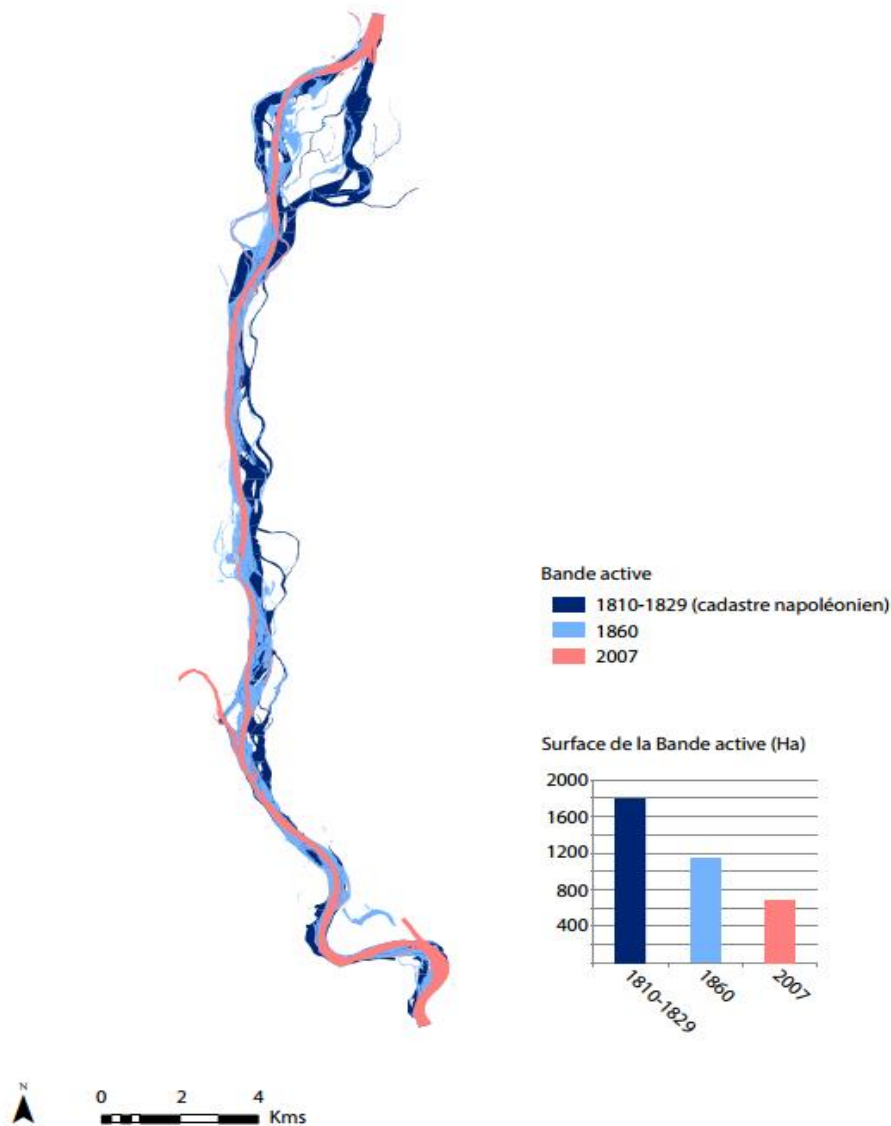 Bande active
1810-1829 (cadastre napoléonien)
1860
2007
Surface de la Bande active (Ha)
2000
1600
1200
800
400
1810-1829
1860
2007
N
0 2 4
Kms